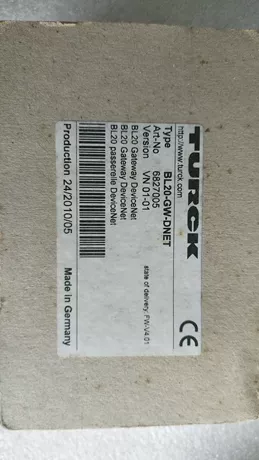 TURCK
http://www.turck.com
Type BL20-GW-DNET
Art-No 6827005
Version VN 01-01
state of delivery: FW-V4.01
BL20 Gateway DeviceNet
BL20 Gateway DeviceNet
BL20 passerelle DeviceNet
CE
Production 24/2010/05 Made in Germany